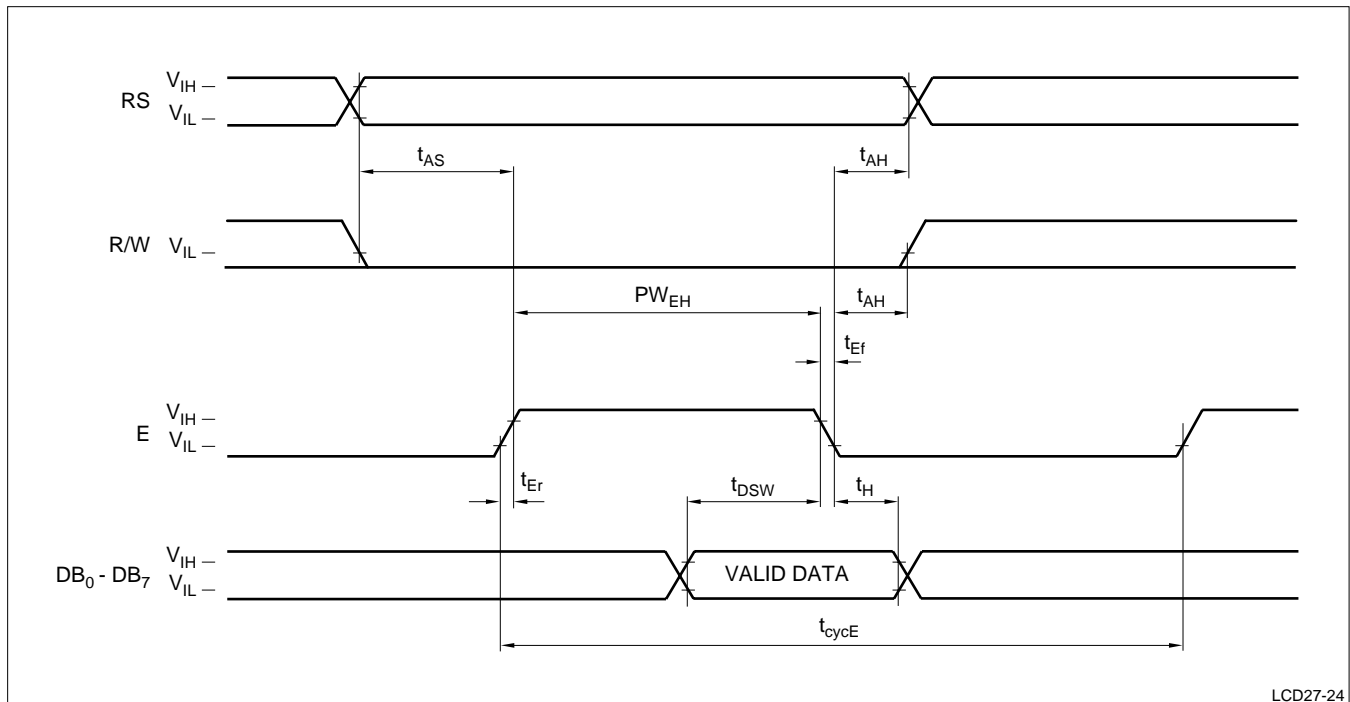 RS V_IH
V_IL
t_AS t_AH
R/W V_IL
PW_EH t_AH
t_Ef
E V_IH
V_IL
t_Er t_DSW t_H
DB_0 - DB_7 V_IH
V_IL
VALID DATA
t_cycE
LCD27-24